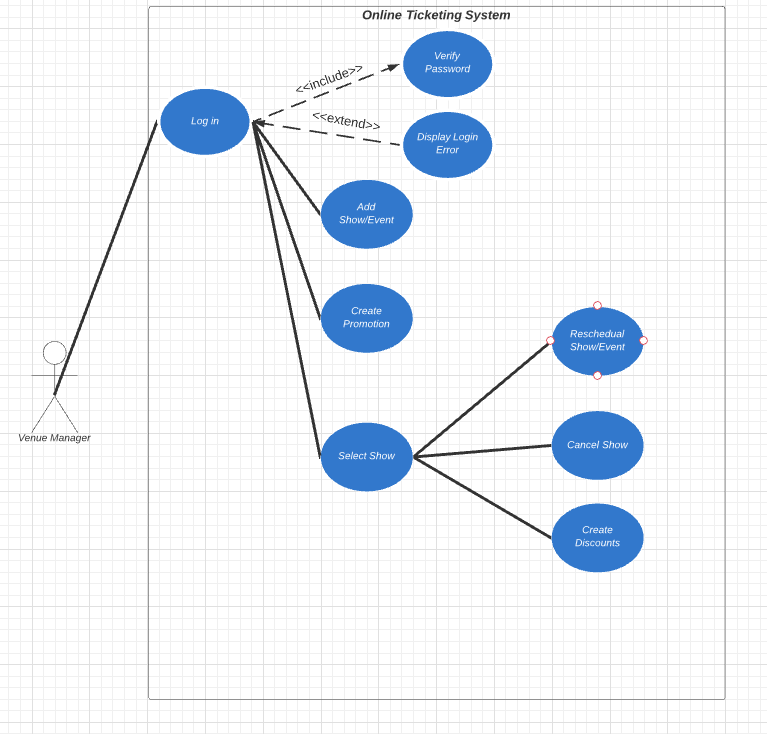 Online Ticketing System
Verify
Password
<<include>>
Log in
<<extend>>
Display Login
Error
Add
Show/Event
Create
Promotion
Reschedual
Show/Event
Venue Manager
Select Show
Cancel Show
Create
Discounts